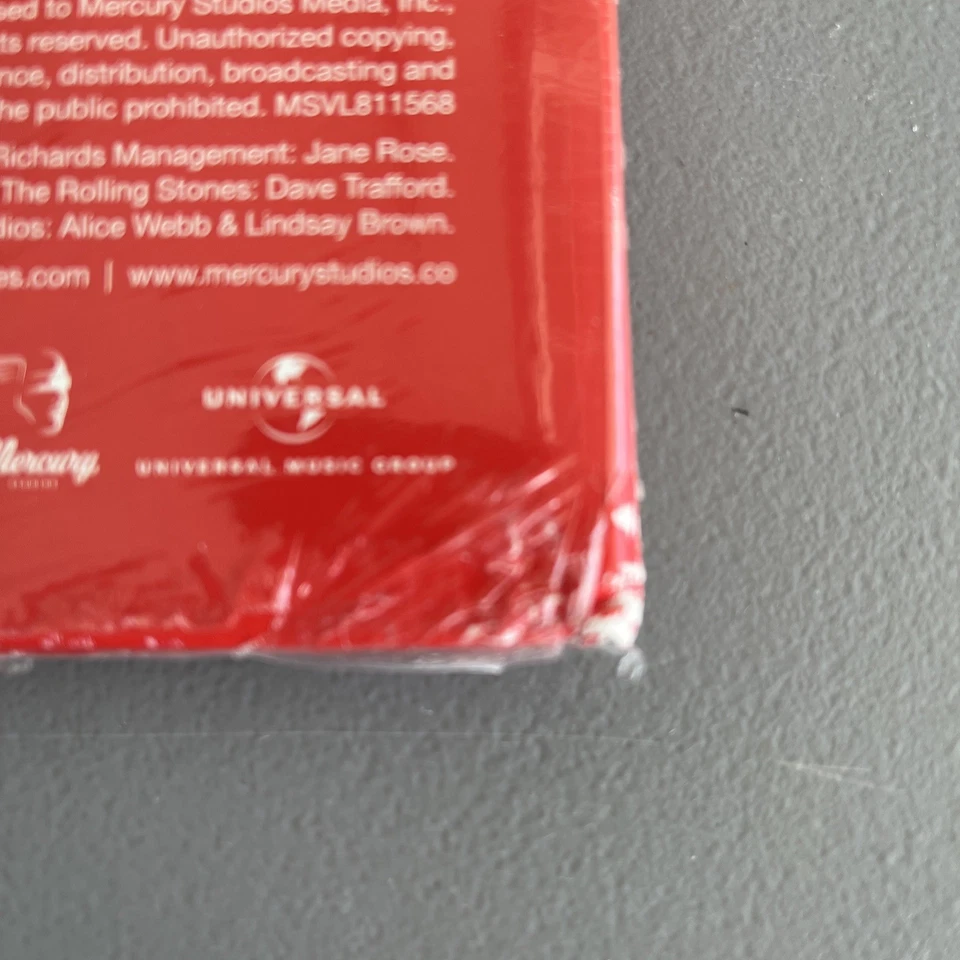 sed to Mercury Studios Media, Inc.,
ts reserved. Unauthorized copying,
nce, distribution, broadcasting and
he public prohibited. MSVL811568
Richards Management: Jane Rose.
The Rolling Stones: Dave Trafford.
dios: Alice Webb & Lindsay Brown.
es.com | www.mercurystudios.co
UNIVERSAL
Mercury
STUDIOS
UNIVERSAL MUSIC GROUP